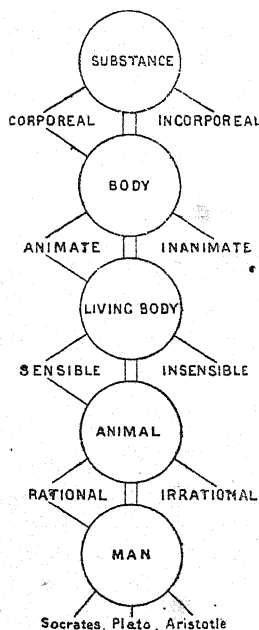 SUBSTANCE
CORPOREAL INCORPOREAL
BODY
ANIMATE INANIMATE
LIVING BODY
SENSIBLE INSENSIBLE
ANIMAL
RATIONAL IRRATIONAL
MAN
Socrates, Plato, Aristotle